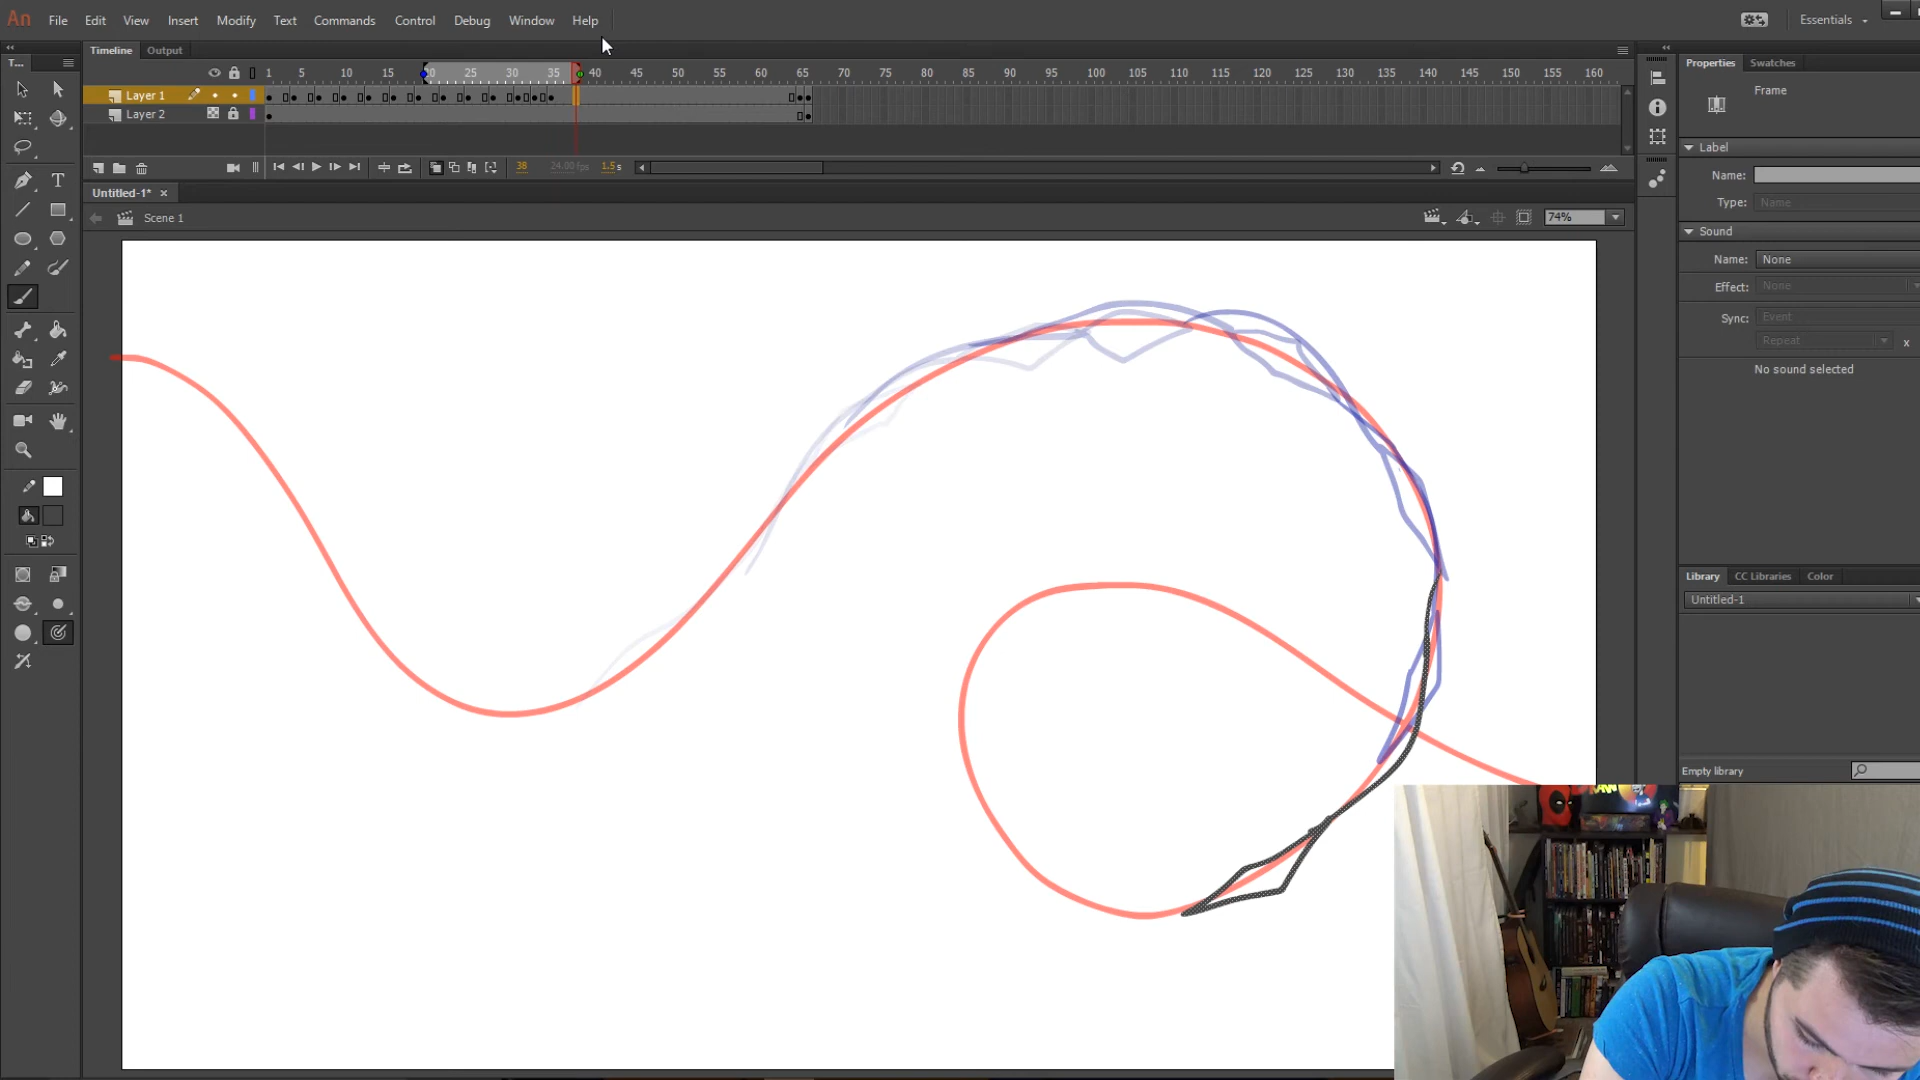 An File Edit View Insert Modify Text Commands Control Debug Window Help Essentials
Timeline Output
T...
1 5 10 15 20 25 30 35 40 45 50 55 60 65 70 75 80 85 90 95 100 105 110 115 120 125 130 135 140 145 150 155 160
Layer 1
Layer 2
38 24.00 fps 1.5 s
Untitled-1* ×
Scene 1
74%
T
Properties Swatches
Frame
Label
Name:
Type: Name
Sound
Name: None
Effect: None
Sync: Event
Repeat x
No sound selected
Library CC Libraries Color
Untitled-1
Empty library